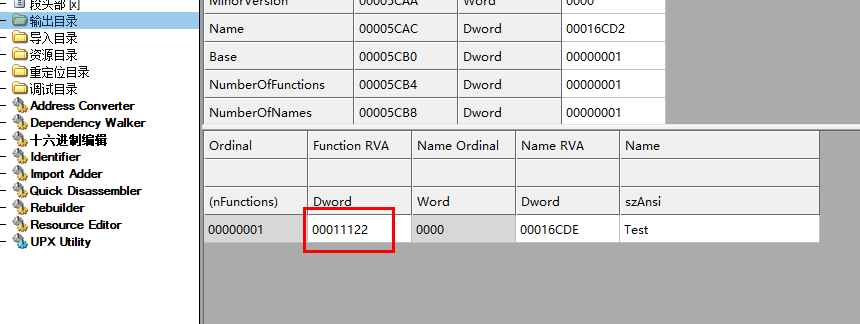 段头部 [x]
输出目录
导入目录
资源目录
重定位目录
调试目录
Address Converter
Dependency Walker
十六进制编辑
Identifier
Import Adder
Quick Disassembler
Rebuilder
Resource Editor
UPX Utility
MinorVersion 00005CAA Word 0000
Name 00005CAC Dword 00016CD2
Base 00005CB0 Dword 00000001
NumberOfFunctions 00005CB4 Dword 00000001
NumberOfNames 00005CB8 Dword 00000001
Ordinal Function RVA Name Ordinal Name RVA Name
(nFunctions) Dword Word Dword szAnsi
00000001 00011122 0000 00016CDE Test